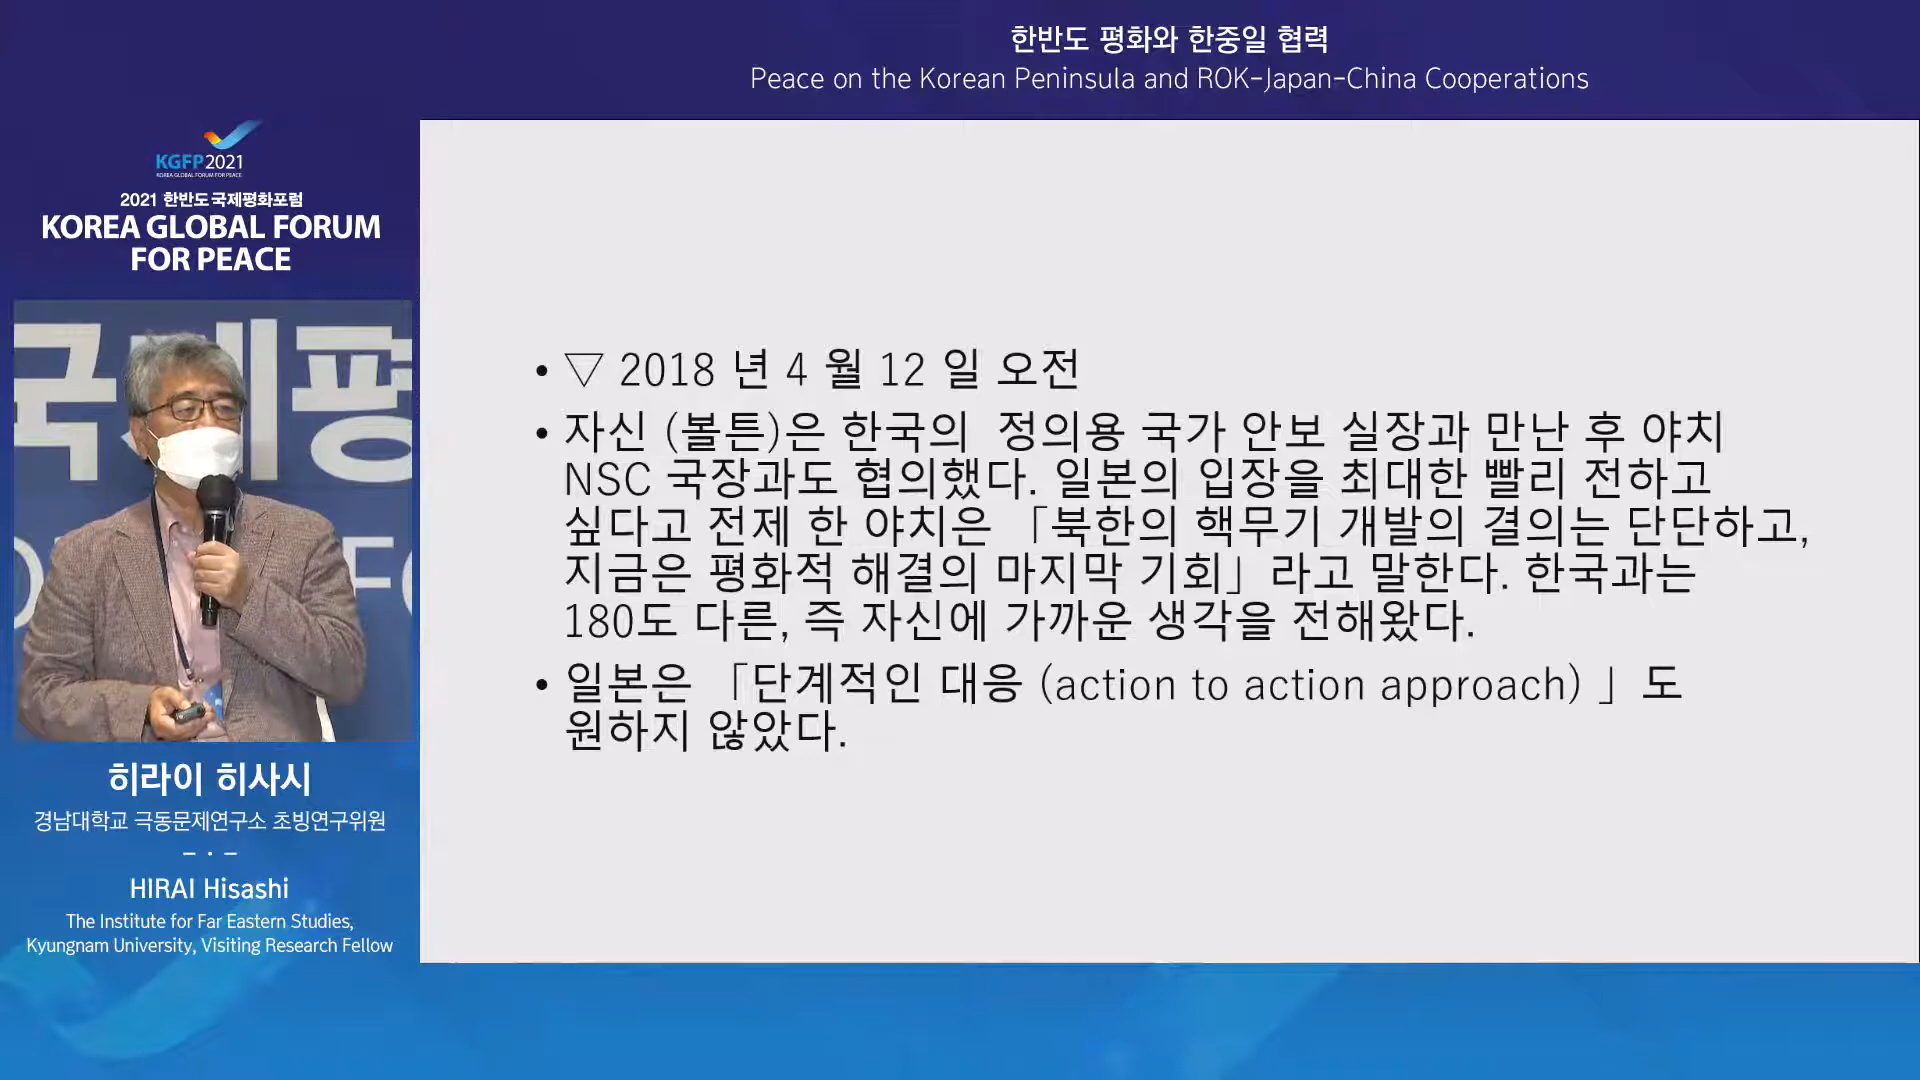 한반도 평화와 한중일 협력
Peace on the Korean Peninsula and ROK-Japan-China Cooperations
KGFP2021
KOREA GLOBAL FORUM FOR PEACE
2021 한반도국제평화포럼
KOREA GLOBAL FORUM
FOR PEACE
국제평
히라이 히사시
경남대학교 극동문제연구소 초빙연구위원
HIRAI Hisashi
The Institute for Far Eastern Studies,
Kyungnam University, Visiting Research Fellow
• ▽ 2018 년 4 월 12 일 오전
• 자신 (볼튼)은 한국의 정의용 국가 안보 실장과 만난 후 야치
NSC 국장과도 협의했다. 일본의 입장을 최대한 빨리 전하고
싶다고 전제 한 야치은 「북한의 핵무기 개발의 결의는 단단하고,
지금은 평화적 해결의 마지막 기회」라고 말한다. 한국과는
180도 다른, 즉 자신에 가까운 생각을 전해왔다.
• 일본은 「단계적인 대응 (action to action approach) 」도
원하지 않았다.